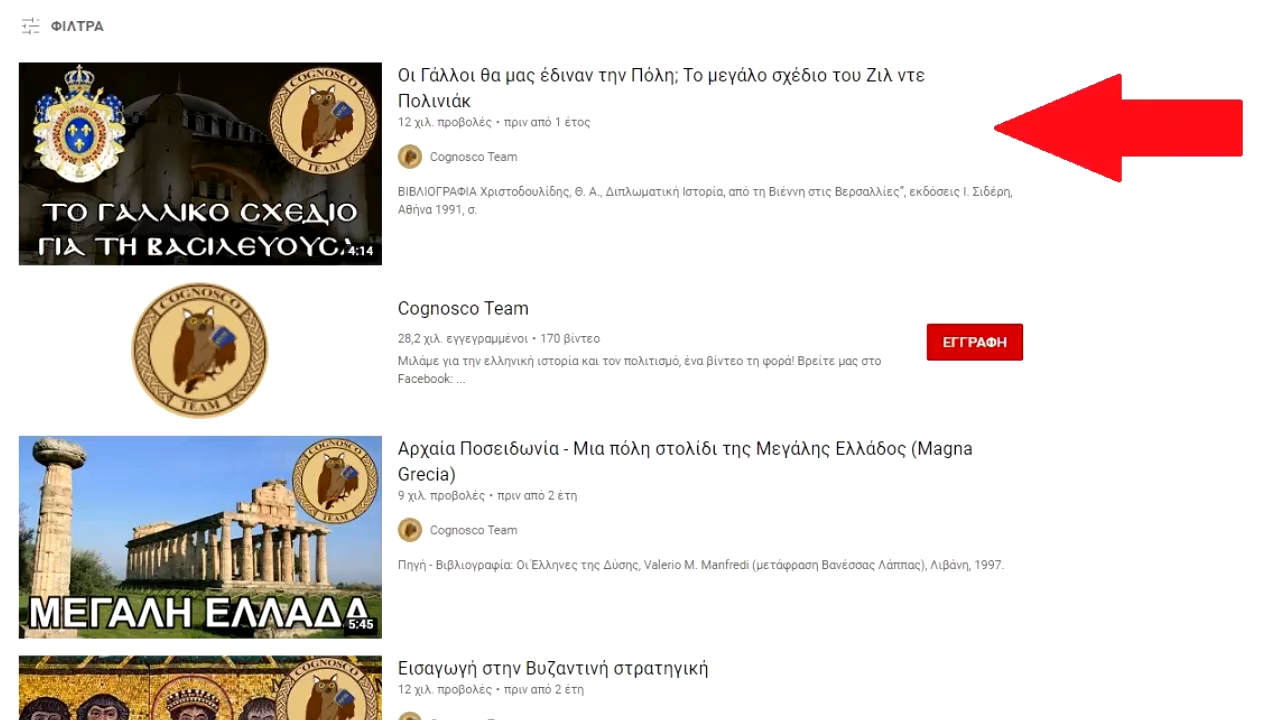 ΦΙΛΤΡΑ
COGNOSCO
TEAM
ΤΟ ΓΑΛΛΙΚΟ ΣΧΕΔΙΟ
ΓΙΑ ΤΗ ΒΑΣΙΛΕΥΟΥΣΑ
4:14
Οι Γάλλοι θα μας έδιναν την Πόλη; Το μεγάλο σχέδιο του Ζιλ ντε
Πολινιάκ
12 χιλ. προβολές • πριν από 1 έτος
Cognosco Team
ΒΙΒΛΙΟΓΡΑΦΙΑ Χριστοδουλίδης, Θ. Α., Διπλωματική Ιστορία, από τη Βιέννη στις Βερσαλλίες”, εκδόσεις Ι. Σιδέρη,
Αθήνα 1991, σ.
COGNOSCO
TEAM
Cognosco Team
28,2 χιλ. εγγεγραμμένοι • 170 βίντεο
Μιλάμε για την ελληνική ιστορία και τον πολιτισμό, ένα βίντεο τη φορά! Βρείτε μας στο
Facebook: ...
ΕΓΓΡΑΦΗ
COGNOSCO
TEAM
ΜΕΓΑΛΗ ΕΛΛΑΔΑ
5:45
Αρχαία Ποσειδωνία - Μια πόλη στολίδι της Μεγάλης Ελλάδος (Magna
Grecia)
9 χιλ. προβολές • πριν από 2 έτη
Cognosco Team
Πηγή - Βιβλιογραφία: Οι Έλληνες της Δύσης, Valerio M. Manfredi (μετάφραση Βανέσσας Λάππας), Λιβάνη, 1997.
COGNOSCO
Εισαγωγή στην Βυζαντινή στρατηγική
12 χιλ. προβολές • πριν από 2 έτη